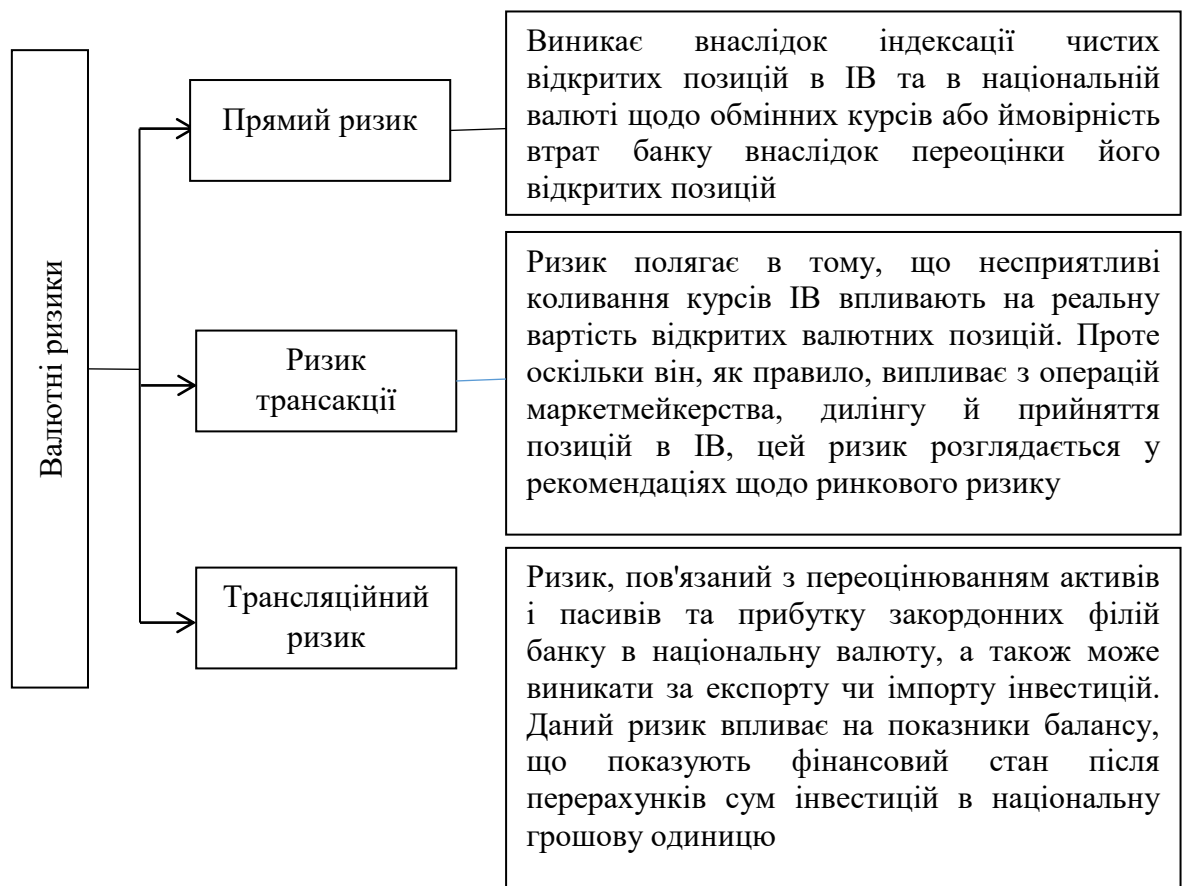 Валютні ризики
Прямий ризик
Виникає внаслідок індексації чистих
відкритих позицій в ІВ та в національній
валюті щодо обмінних курсів або ймовірність
втрат банку внаслідок переоцінки його
відкритих позицій
Ризик
трансакції
Ризик полягає в тому, що несприятливі
коливання курсів ІВ впливають на реальну
вартість відкритих валютних позицій. Проте
оскільки він, як правило, випливає з операцій
маркетмейкерства, дилінгу й прийняття
позицій в ІВ, цей ризик розглядається у
рекомендаціях щодо ринкового ризику
Трансляційний
ризик
Ризик, пов'язаний з переоцінюванням активів
і пасивів та прибутку закордонних філій
банку в національну валюту, а також може
виникати за експорту чи імпорту інвестицій.
Даний ризик впливає на показники балансу,
що показують фінансовий стан після
перерахунків сум інвестицій в національну
грошову одиницю